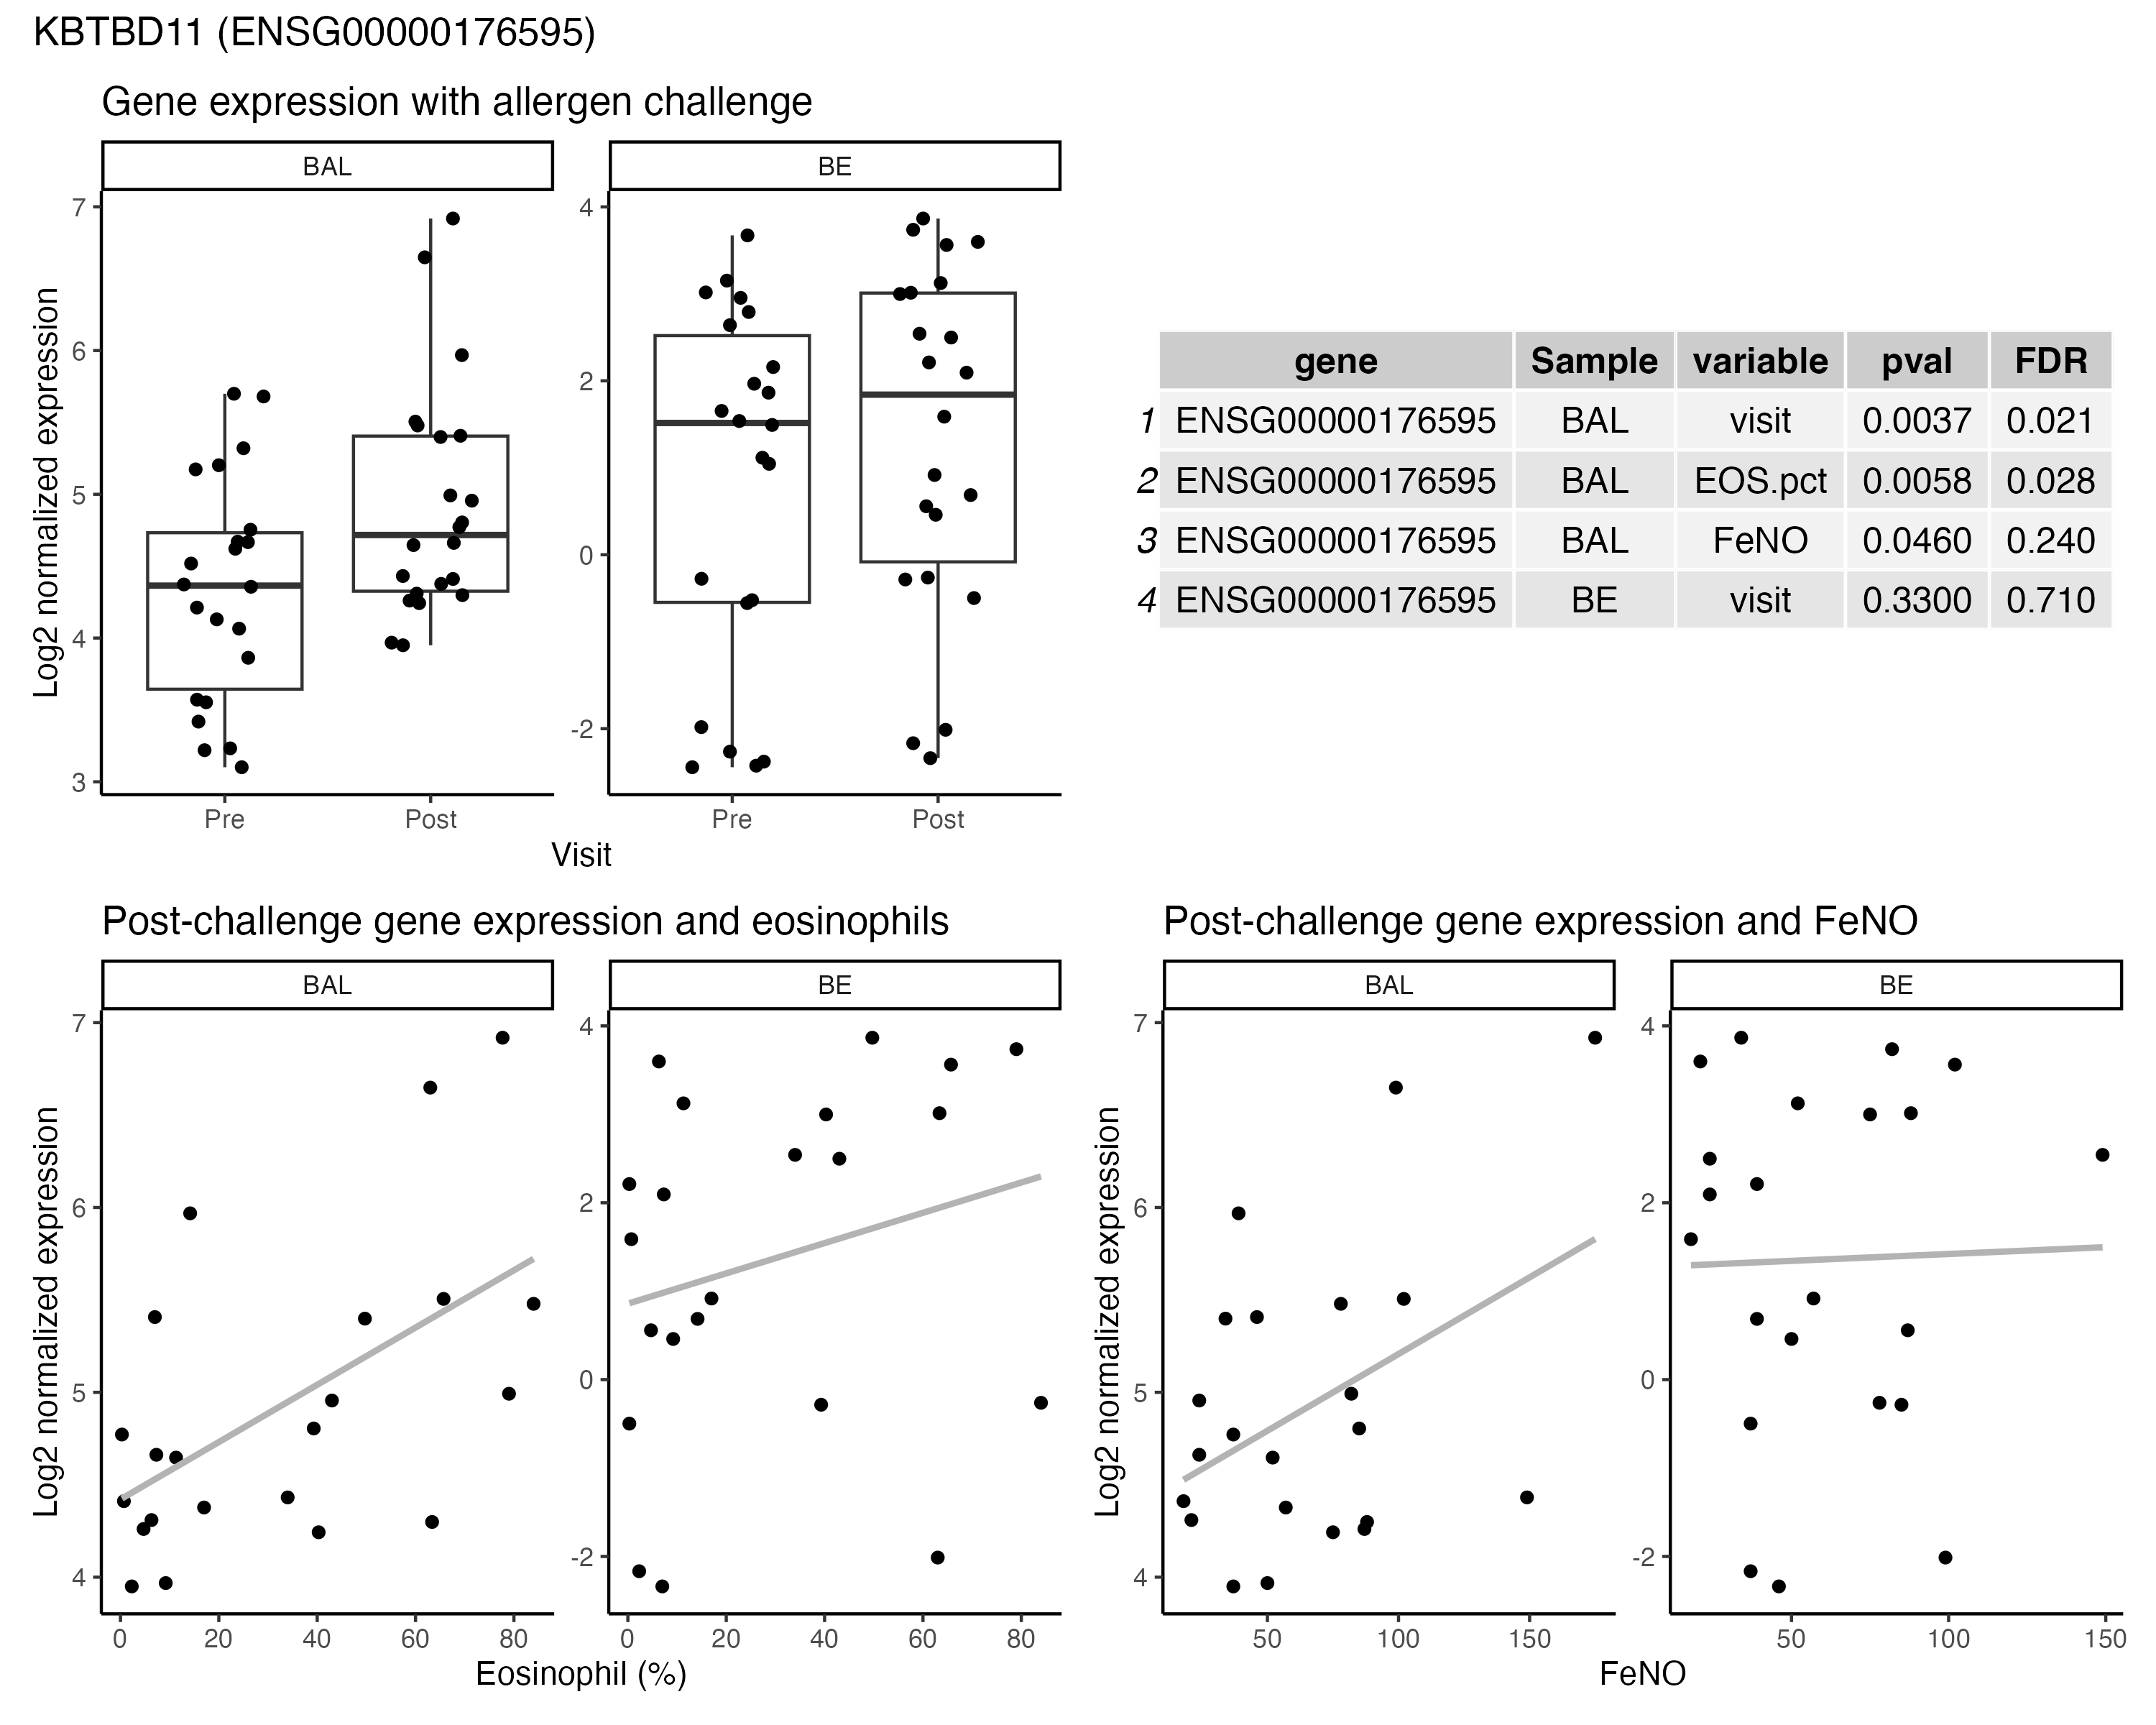 KBTBD11 (ENSG00000176595)
Gene expression with allergen challenge
BAL
BE
Log2 normalized expression
7
6
5
4
3
4
2
0
-2
Pre
Post
Pre
Post
Visit
gene Sample variable pval FDR
1 ENSG00000176595 BAL visit 0.0037 0.021
2 ENSG00000176595 BAL EOS.pct 0.0058 0.028
3 ENSG00000176595 BAL FeNO 0.0460 0.240
4 ENSG00000176595 BE visit 0.3300 0.710
Post-challenge gene expression and eosinophils
BAL
BE
Log2 normalized expression
7
6
5
4
4
2
0
-2
0 20 40 60 80
0 20 40 60 80
Eosinophil (%)
Post-challenge gene expression and FeNO
BAL
BE
Log2 normalized expression
7
6
5
4
4
2
0
-2
50 100 150
50 100 150
FeNO